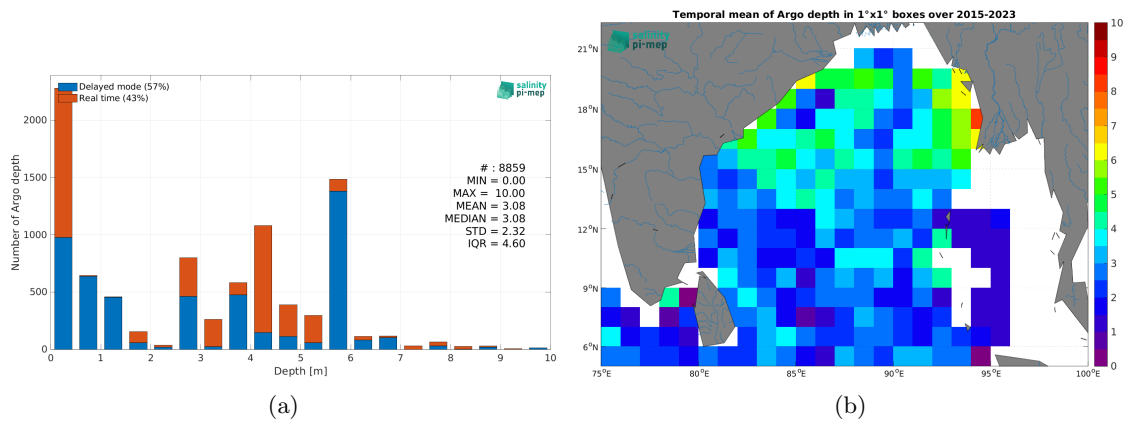 Delayed mode (57%)
Real time (43%)
salinity
pi-mep
# : 8859
MIN = 0.00
MAX = 10.00
MEAN = 3.08
MEDIAN = 3.08
STD = 2.32
IQR = 4.60
Number of Argo depth
2000
1500
1000
500
0
0 1 2 3 4 5 6 7 8 9 10
Depth [m]
(a)
Temporal mean of Argo depth in 1°x1° boxes over 2015-2023
salinity
pi-mep
21°N
18°N
15°N
12°N
9°N
6°N
75°E 80°E 85°E 90°E 95°E 100°E
10
9
8
7
6
5
4
3
2
1
0
(b)